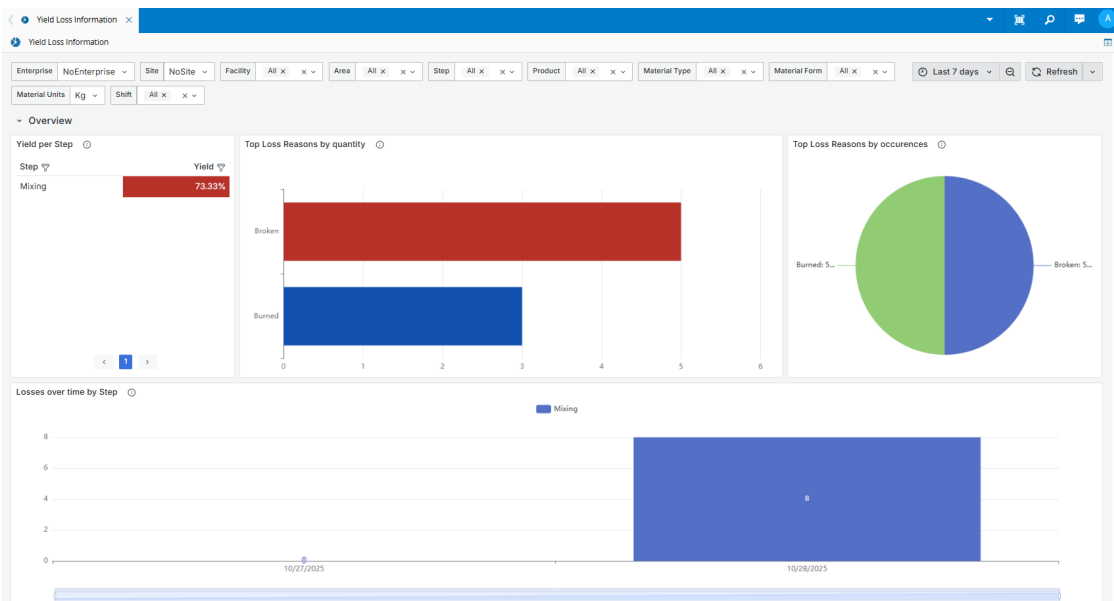 Yield Loss Information ×
A
Yield Loss Information
Enterprise NoEnterprise Site NoSite Facility All × × Area All × × Step All × × Product All × × Material Type All × × Material Form All × × Last 7 days Refresh
Material Units Kg Shift All × ×
Overview
Yield per Step
Step Yield
Mixing 73.33%
1
Top Loss Reasons by quantity
Broken
Burned
0 1 2 3 4 5 6
Top Loss Reasons by occurences
Burned: 5... Broken: 5...
Losses over time by Step
Mixing
8
6
4
2
0
0
8
10/27/2025 10/28/2025